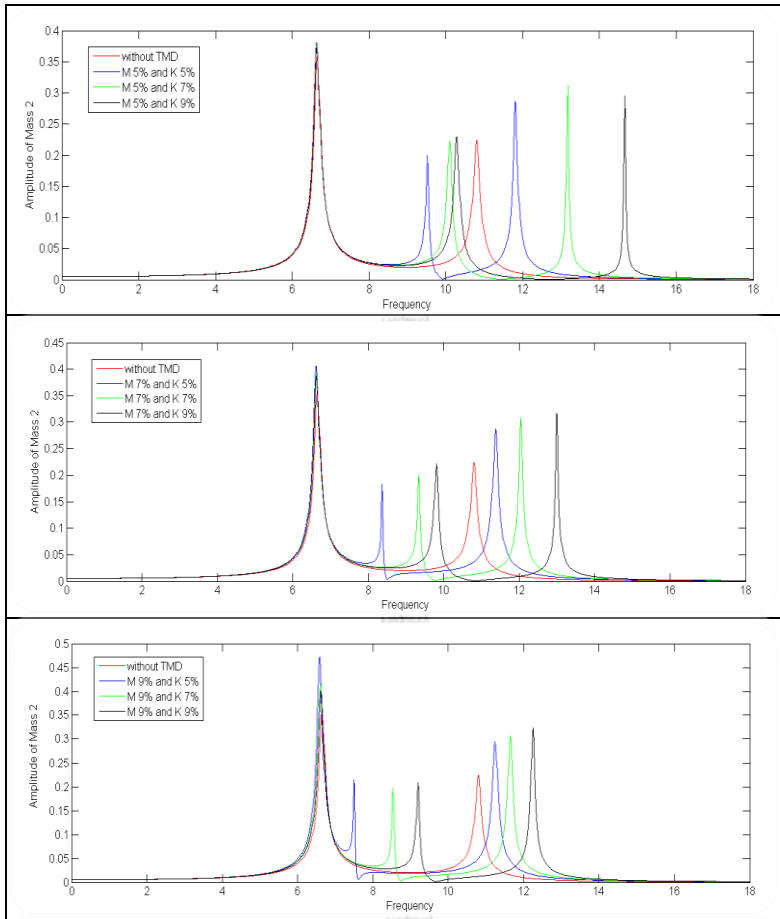 0.4
0.35
0.3
0.25
0.2
0.15
0.1
0.05
0
Amplitude of Mass 2
without TMD
M 5% and K 5%
M 5% and K 7%
M 5% and K 9%
0 2 4 6 8 10 12 14 16 18
Frequency
0.45
0.4
0.35
0.3
0.25
0.2
0.15
0.1
0.05
0
Amplitude of Mass 2
without TMD
M 7% and K 5%
M 7% and K 7%
M 7% and K 9%
0 2 4 6 8 10 12 14 16 18
Frequency
0.5
0.45
0.4
0.35
0.3
0.25
0.2
0.15
0.1
0.05
0
Amplitude of Mass 2
without TMD
M 9% and K 5%
M 9% and K 7%
M 9% and K 9%
0 2 4 6 8 10 12 14 16 18
Frequency